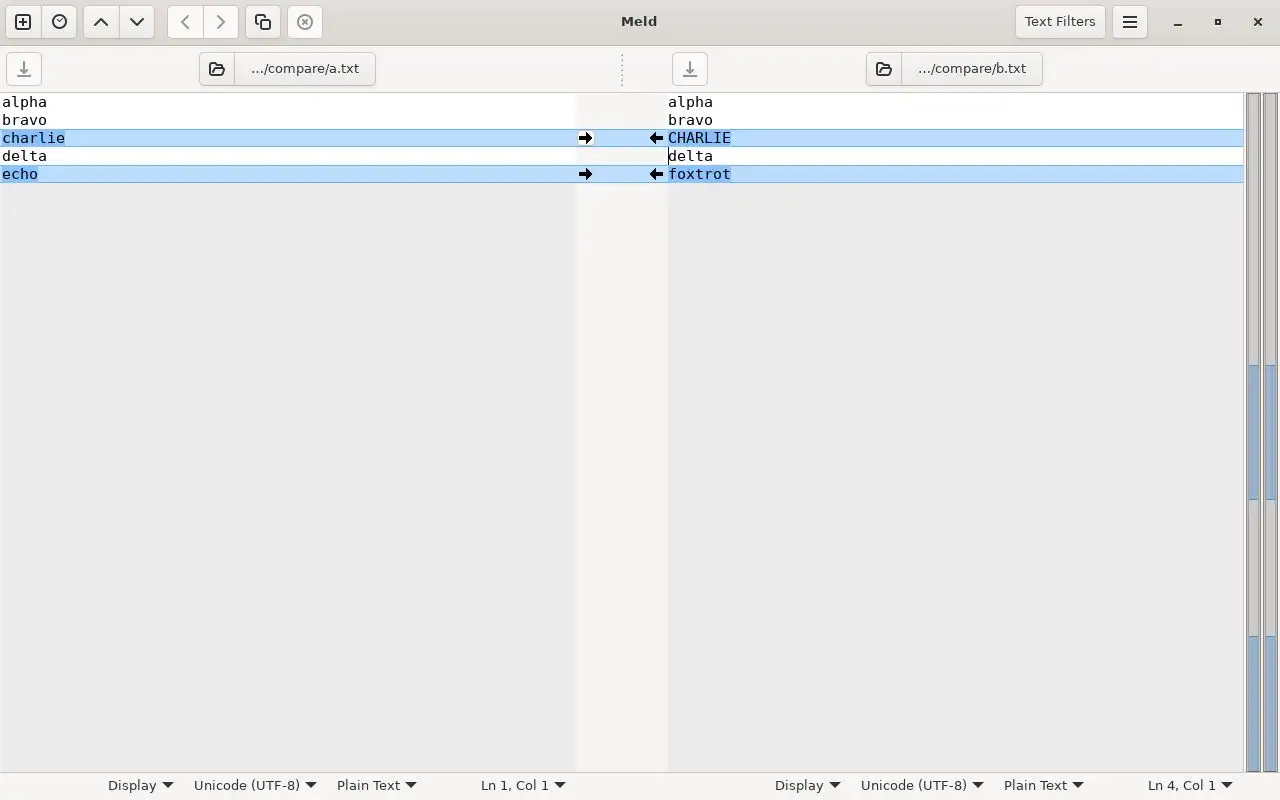 Meld
Text Filters
.../compare/a.txt
.../compare/b.txt
alpha
bravo
charlie
delta
echo
alpha
bravo
CHARLIE
delta
foxtrot
Display Unicode (UTF-8) Plain Text Ln 1, Col 1
Display Unicode (UTF-8) Plain Text Ln 4, Col 1